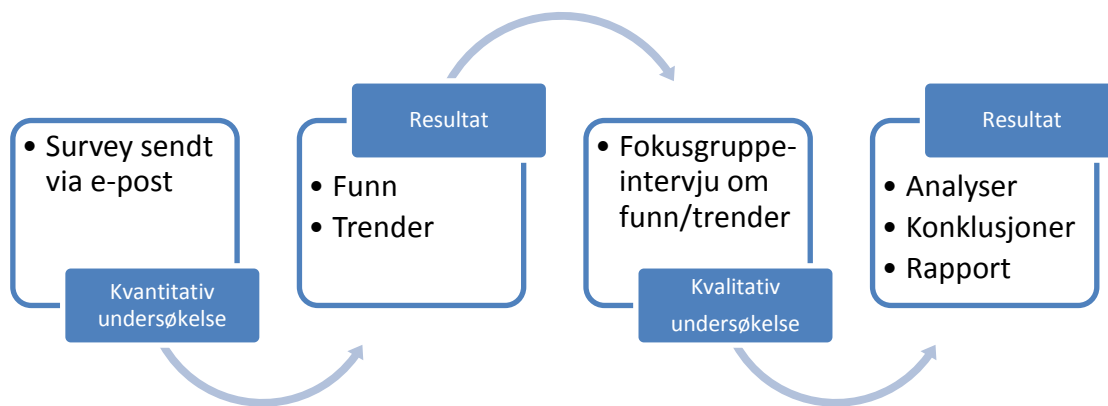 • Survey sendt
via e-post
Kvantitativ
undersøkelse
Resultat
• Funn
• Trender
• Fokusgruppe-
intervju om
funn/trender
Kvalitativ
undersøkelse
Resultat
• Analyser
• Konklusjoner
• Rapport